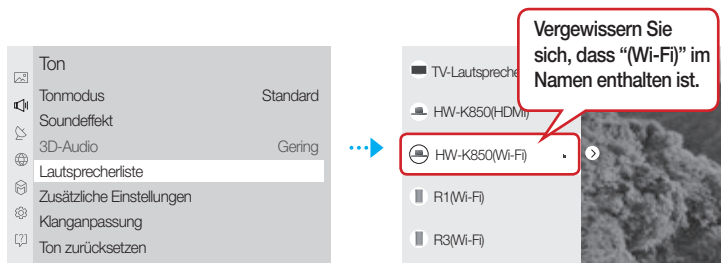 Ton
Tonmodus Standard
Soundeffekt
3D-Audio Gering
Lautsprecherliste
Zusätzliche Einstellungen
Klanganpassung
Ton zurücksetzen
Vergewissern Sie
sich, dass “(Wi-Fi)” im
Namen enthalten ist.
TV-Lautspreche
HW-K850(HDMI)
HW-K850(Wi-Fi)
R1(Wi-Fi)
R3(Wi-Fi)